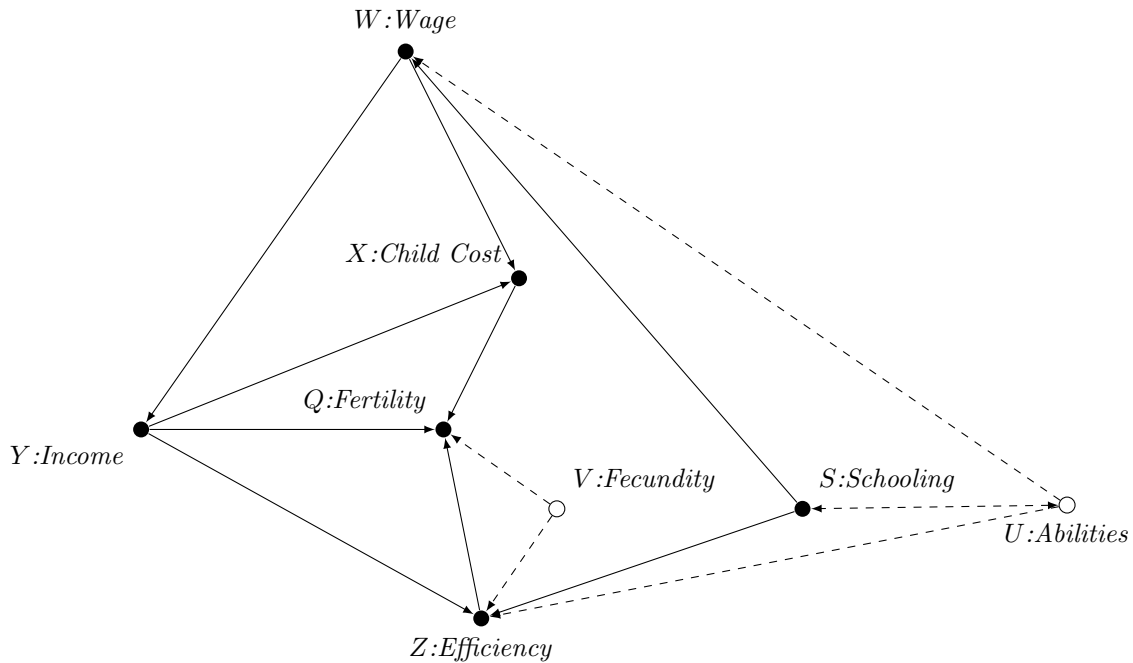 W:Wage
X:Child Cost
Q:Fertility
Y:Income
V:Fecundity
S:Schooling
U:Abilities
Z:Efficiency